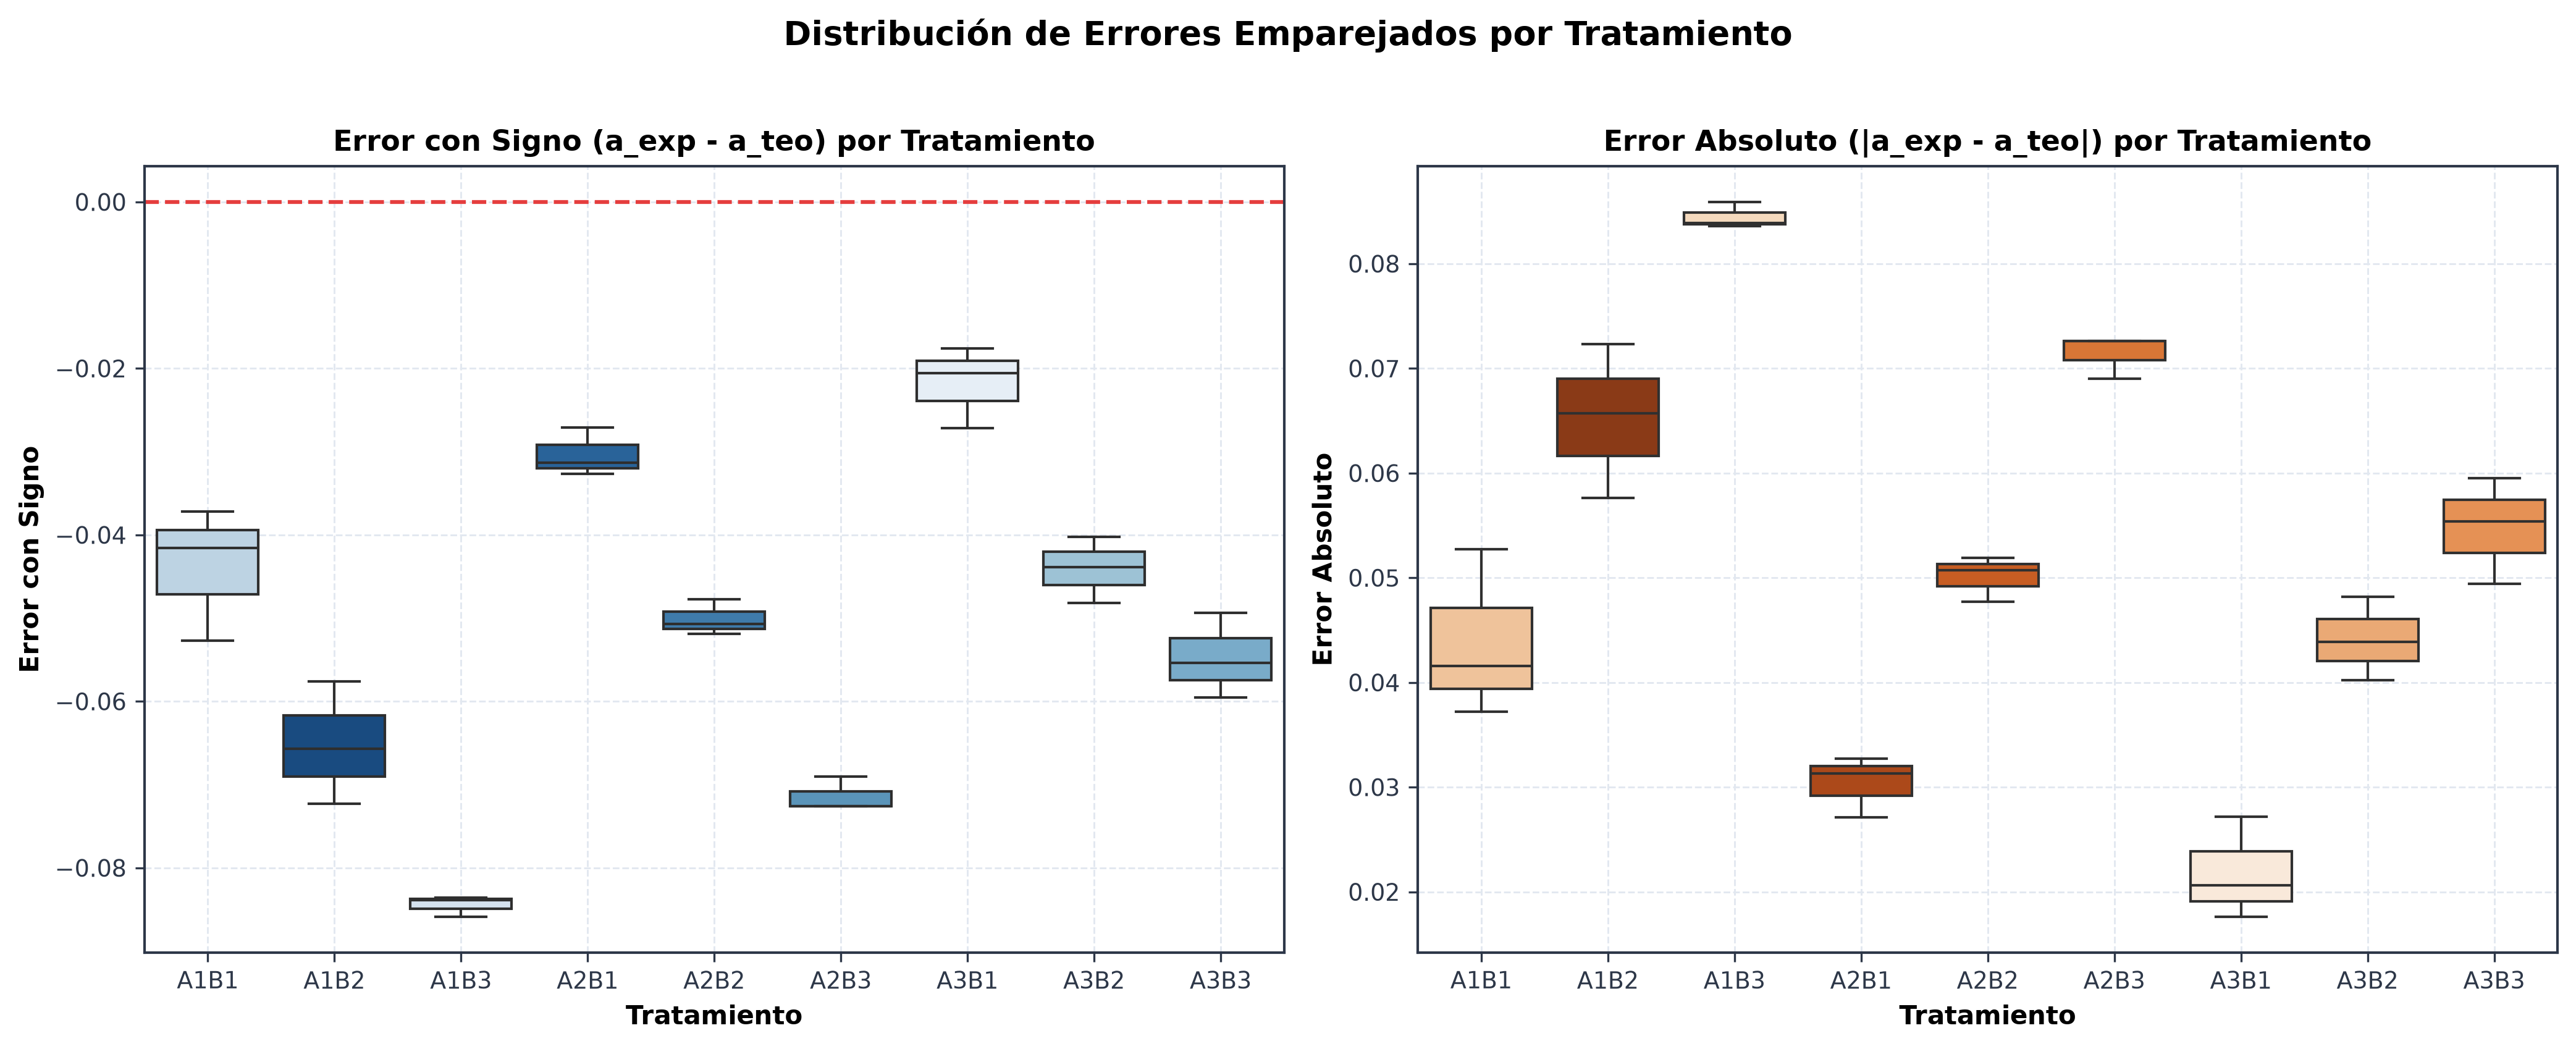 Distribución de Errores Emparejados por Tratamiento
Error con Signo (a_exp - a_teo) por Tratamiento
Error con Signo
0.00
−0.02
−0.04
−0.06
−0.08
A1B1 A1B2 A1B3 A2B1 A2B2 A2B3 A3B1 A3B2 A3B3
Tratamiento
Error Absoluto (|a_exp - a_teo|) por Tratamiento
Error Absoluto
0.08
0.07
0.06
0.05
0.04
0.03
0.02
A1B1 A1B2 A1B3 A2B1 A2B2 A2B3 A3B1 A3B2 A3B3
Tratamiento